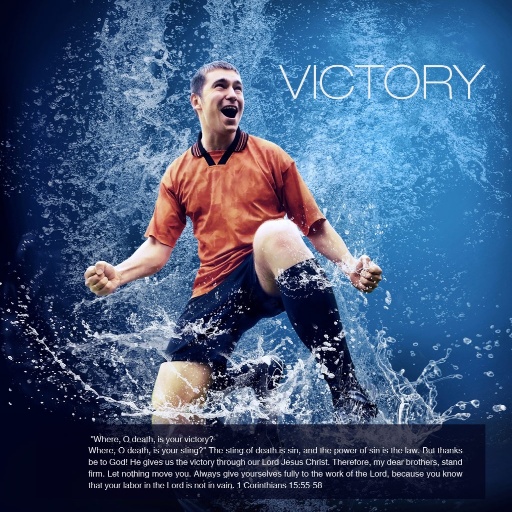 VICTORY
"Where, O death, is your victory?
Where, O death, is your sting?" The sting of death is sin, and the power of sin is the law. But thanks
be to God! He gives us the victory through our Lord Jesus Christ. Therefore, my dear brothers, stand
firm. Let nothing move you. Always give yourselves fully to the work of the Lord, because you know
that your labor in the Lord is not in vain. 1 Corinthians 15:55-58